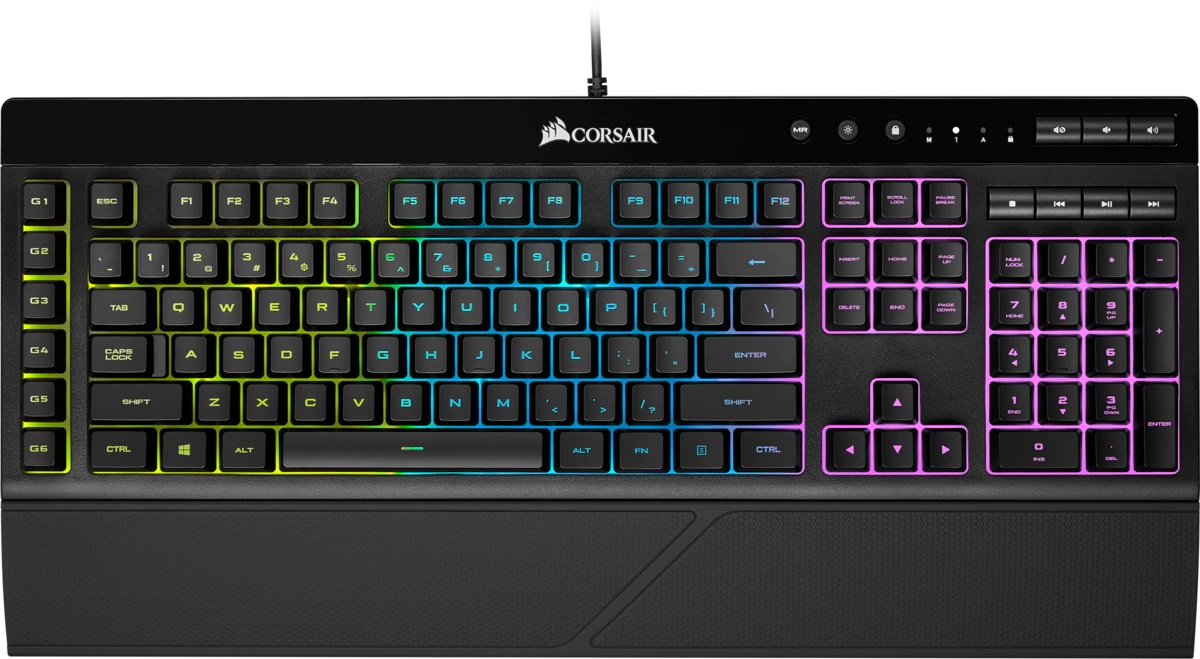 CORSAIR
MR
M 1 A
G1 ESC F1 F2 F3 F4 F5 F6 F7 F8 F9 F10 F11 F12 PRINT SCREEN SCROLL LOCK PAUSE BREAK
G2 ` ~ 1 ! 2 @ 3 # 4 $ 5 % 6 ^ 7 & 8 * 9 [ 0 ] - _ = + ← INSERT HOME PAGE UP NUM LOCK / * -
G3 TAB Q W E R T Y U I O P [ { ] } \ | DELETE END PAGE DOWN 7 HOME 8 ▲ 9 PG UP +
G4 CAPS LOCK A S D F G H J K L ; : ' " ENTER 4 ◄ 5 6 ►
G5 SHIFT Z X C V B N M , < . > / ? SHIFT ▲ 1 END 2 ▼ 3 PG DWN ENTER
G6 CTRL ALT ALT FN CTRL ◄ ▼ ► 0 INS . DEL